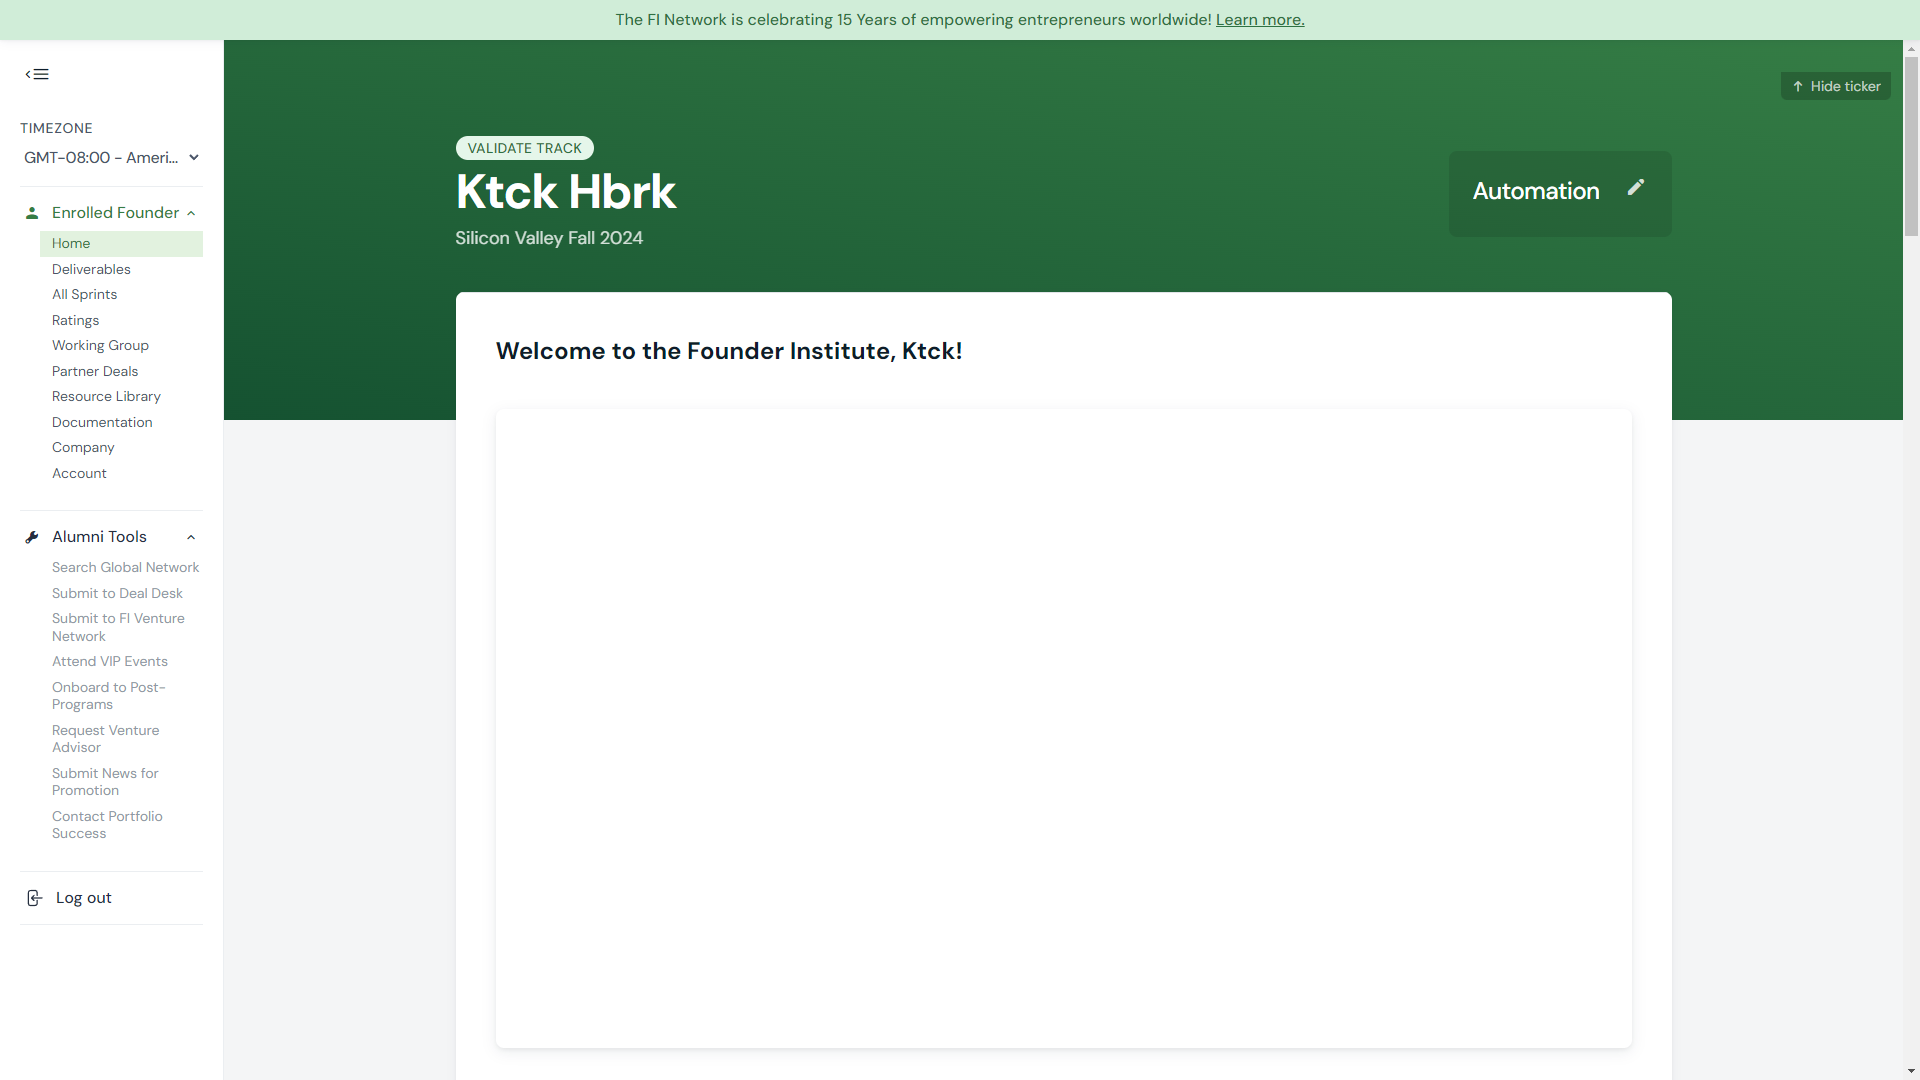 The FI Network is celebrating 15 Years of empowering entrepreneurs worldwide! Learn more.
TIMEZONE
GMT-08:00 - Ameri...
Enrolled Founder
Home
Deliverables
All Sprints
Ratings
Working Group
Partner Deals
Resource Library
Documentation
Company
Account
Alumni Tools
Search Global Network
Submit to Deal Desk
Submit to FI Venture
Network
Attend VIP Events
Onboard to Post-
Programs
Request Venture
Advisor
Submit News for
Promotion
Contact Portfolio
Success
Log out
Hide ticker
VALIDATE TRACK
Ktck Hbrk
Silicon Valley Fall 2024
Automation
Welcome to the Founder Institute, Ktck!